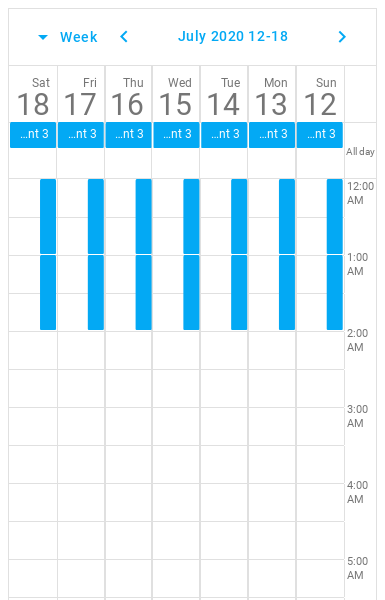 Week
July 2020 12-18
Sat Fri Thu Wed Tue Mon Sun
18 17 16 15 14 13 12
...nt 3 ...nt 3 ...nt 3 ...nt 3 ...nt 3 ...nt 3 ...nt 3
All day
12:00
AM
1:00
AM
2:00
AM
3:00
AM
4:00
AM
5:00
AM